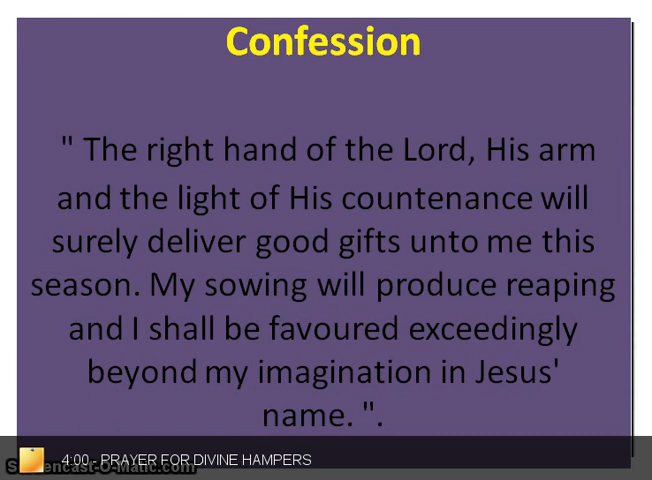 Confession
" The right hand of the Lord, His arm
and the light of His countenance will
surely deliver good gifts unto me this
season. My sowing will produce reaping
and I shall be favoured exceedingly
beyond my imagination in Jesus'
name. ".
4:00 - PRAYER FOR DIVINE HAMPERS